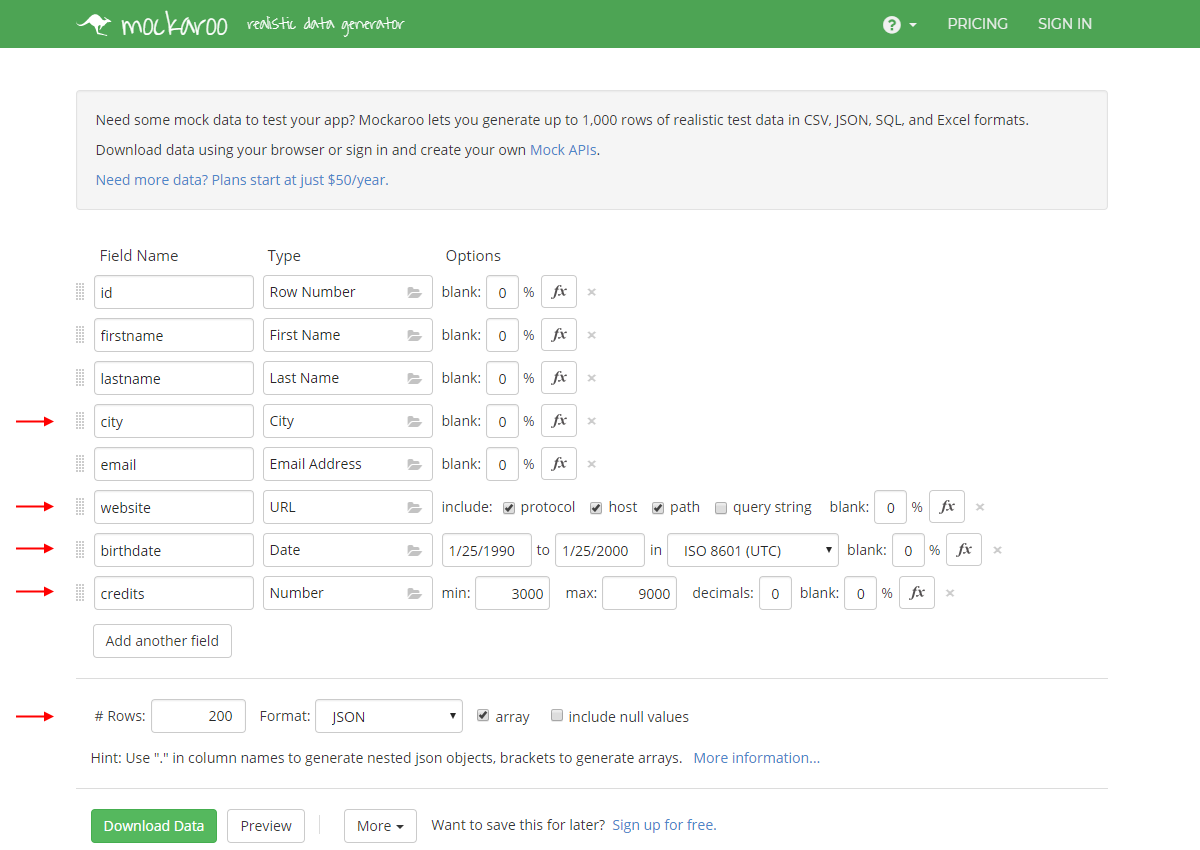 mockaroo realistic data generator ? PRICING SIGN IN
Need some mock data to test your app? Mockaroo lets you generate up to 1,000 rows of realistic test data in CSV, JSON, SQL, and Excel formats.
Download data using your browser or sign in and create your own Mock APIs.
Need more data? Plans start at just $50/year.
Field Name Type Options
id Row Number blank: 0 % fx ×
firstname First Name blank: 0 % fx ×
lastname Last Name blank: 0 % fx ×
city City blank: 0 % fx ×
email Email Address blank: 0 % fx ×
website URL include: protocol host path query string blank: 0 % fx ×
birthdate Date 1/25/1990 to 1/25/2000 in ISO 8601 (UTC) blank: 0 % fx ×
credits Number min: 3000 max: 9000 decimals: 0 blank: 0 % fx ×
Add another field
# Rows: 200 Format: JSON array include null values
Hint: Use "." in column names to generate nested json objects, brackets to generate arrays. More information...
Download Data Preview More Want to save this for later? Sign up for free.